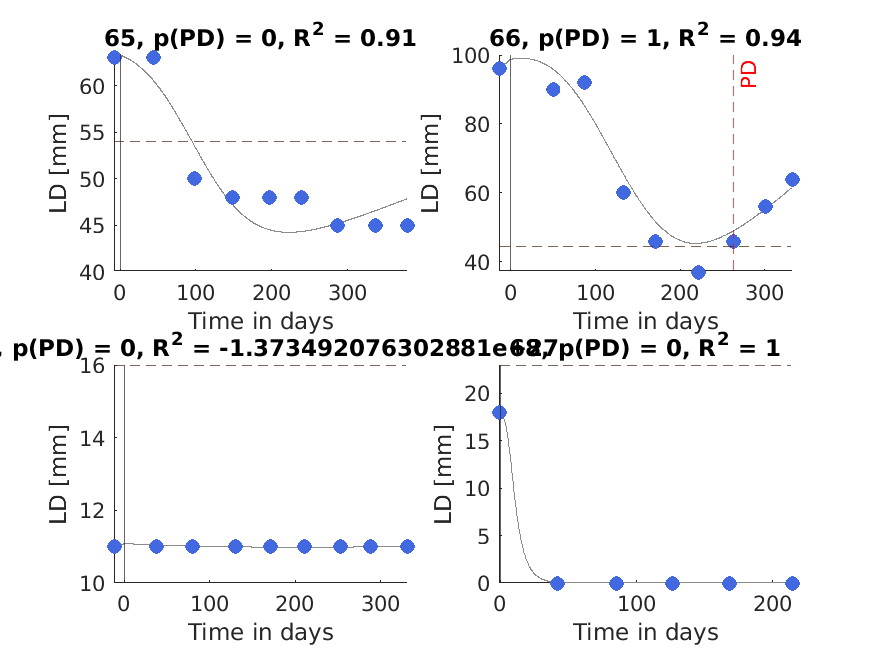 65, p(PD) = 0, R² = 0.91
66, p(PD) = 1, R² = 0.94
LD [mm]
60
55
50
45
40
0 100 200 300
Time in days
LD [mm]
100
80
60
40
PD
0 100 200 300
Time in days
, p(PD) = 0, R² = -1.373492076302881e+27
p(PD) = 0, R² = 1
LD [mm]
16
14
12
10
0 100 200 300
Time in days
LD [mm]
20
15
10
5
0
0 100 200
Time in days